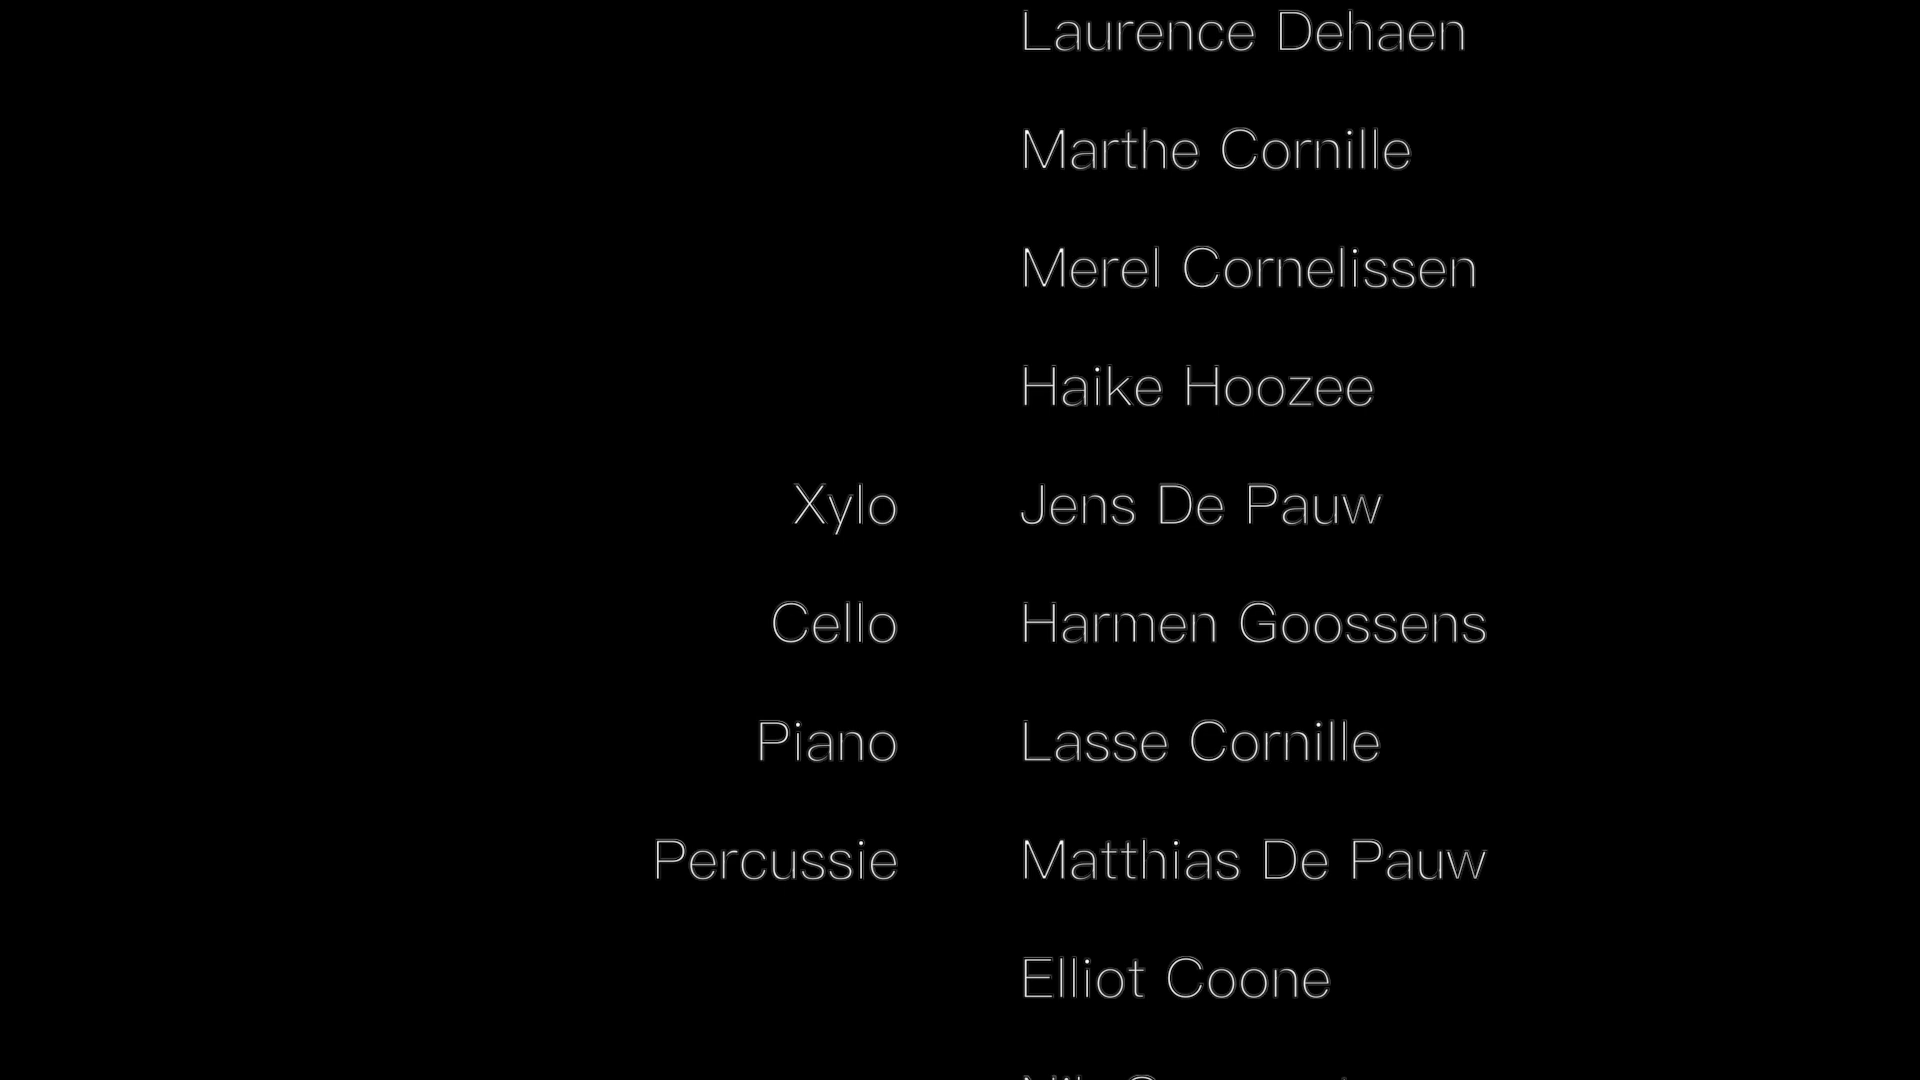 Laurence Dehaen
Marthe Cornille
Merel Cornelissen
Haike Hoozee
Xylo Jens De Pauw
Cello Harmen Goossens
Piano Lasse Cornille
Percussie Matthias De Pauw
Elliot Coone